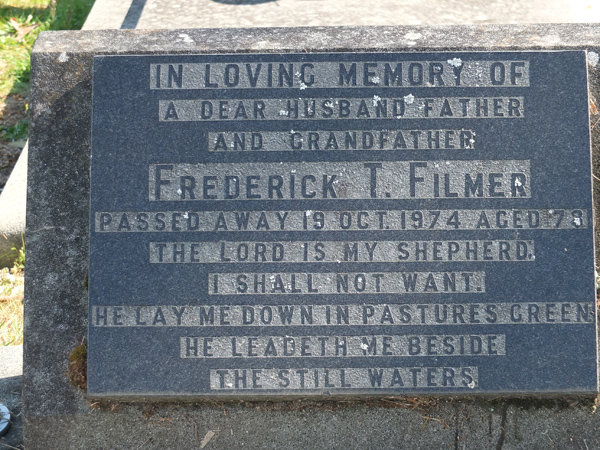 IN LOVING MEMORY OF
A DEAR HUSBAND FATHER
AND GRANDFATHER
FREDERICK T. FILMER
PASSED AWAY 19 OCT. 1974 AGED 78
THE LORD IS MY SHEPHERD.
I SHALL NOT WANT.
HE LAY ME DOWN IN PASTURES GREEN
HE LEADETH ME BESIDE
THE STILL WATERS